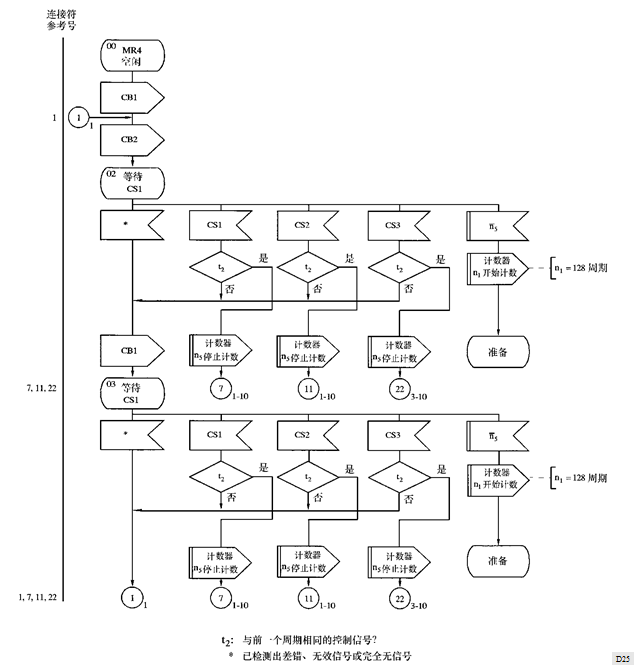 连接符
参考号
00
MR4
空闲
CB1
1
1
1
CB2
02
等待
CS1
*
CS1
CS2
CS3
n̄₅
t₂
是
t₂
是
t₂
是
计数器
n₁开始计数
n₁ = 128 周期
否
否
否
CB1
计数器
n₅停止计数
计数器
n₅停止计数
计数器
n₅停止计数
准备
7, 11, 22
03
等待
CS1
7
1-10
11
1-10
22
3-10
*
CS1
CS2
CS3
n̄₅
t₂
是
t₂
是
t₂
是
计数器
n₁开始计数
n₁ = 128 周期
否
否
否
计数器
n₅停止计数
计数器
n₅停止计数
计数器
n₅停止计数
准备
1, 7, 11, 22
1
1
7
1-10
11
1-10
22
3-10
t₂: 与前一个周期相同的控制信号?
* 已检测出差错、无效信号或完全无信号
D25